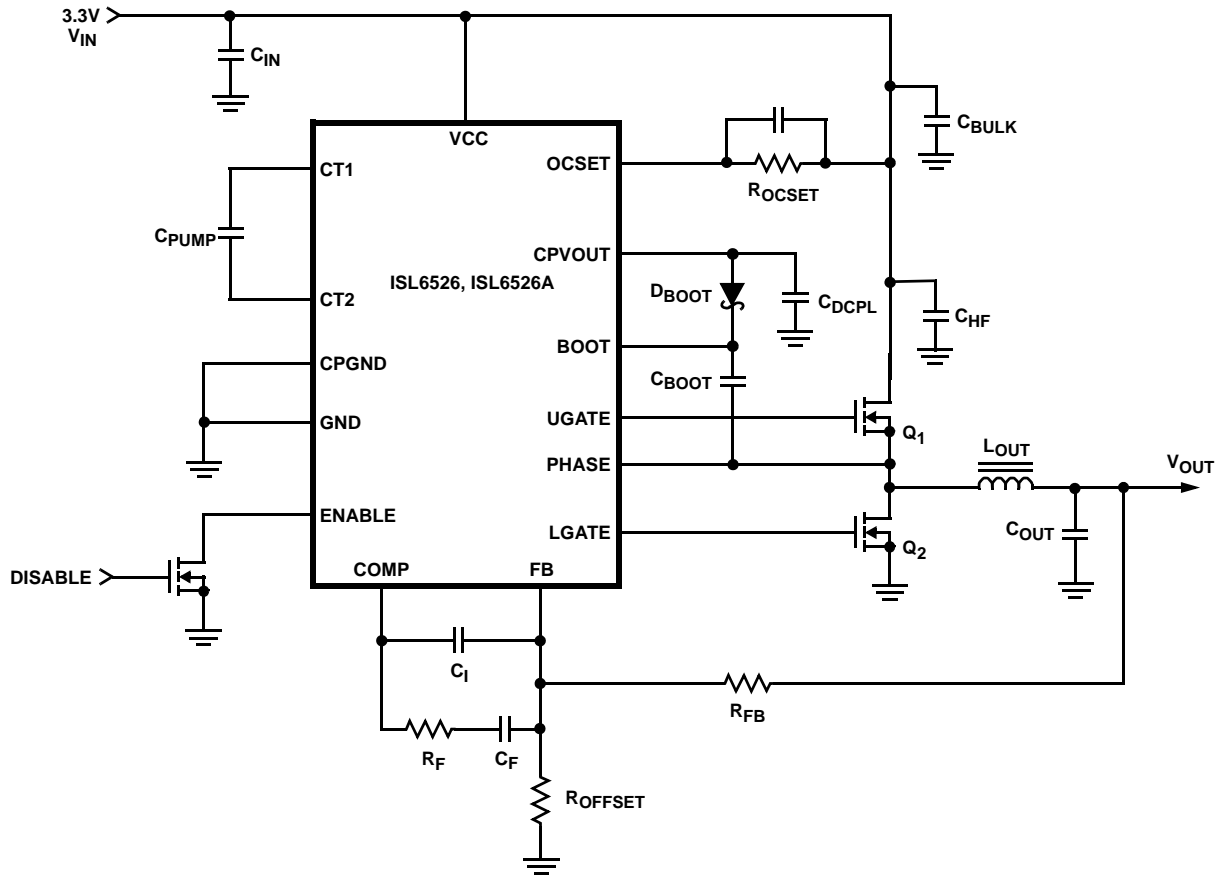 3.3V
VIN
CIN
CBULK
VCC
OCSET
ROCSET
CT1
CPUMP
CT2
CPVOUT
ISL6526, ISL6526A
DBOOT
CDCPL
CHF
BOOT
CBOOT
CPGND
GND
UGATE
Q1
PHASE
LOUT
VOUT
ENABLE
LGATE
Q2
COUT
DISABLE
COMP
FB
CI
RFB
RF
CF
ROFFSET